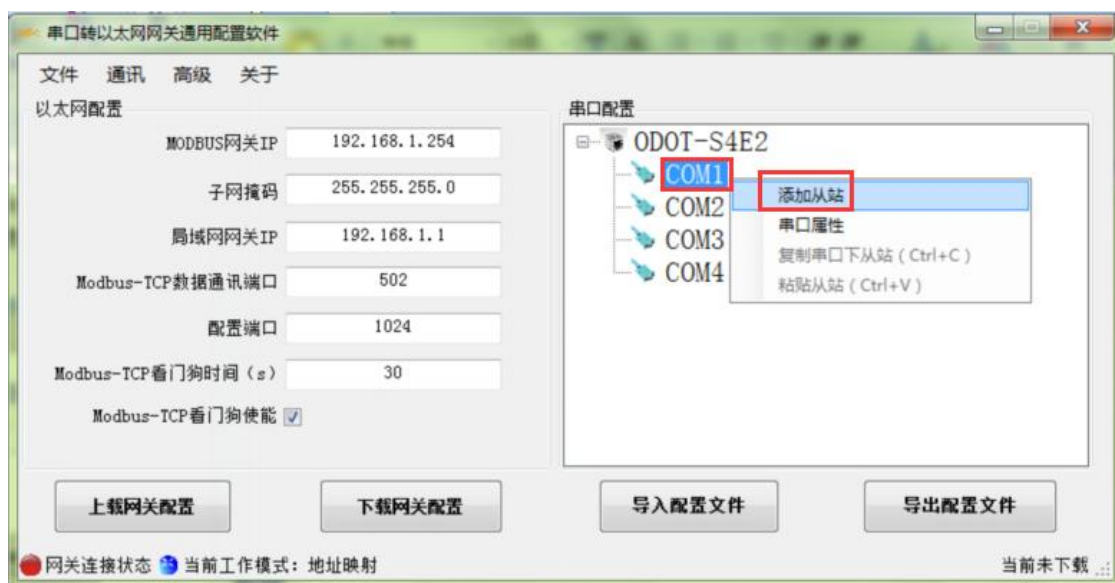 串口转以太网网关通用配置软件
文件 通讯 高级 关于
以太网配置
MODBUS网关IP 192.168.1.254
子网掩码 255.255.255.0
局域网网关IP 192.168.1.1
Modbus-TCP数据通讯端口 502
配置端口 1024
Modbus-TCP看门狗时间（s） 30
Modbus-TCP看门狗使能
串口配置
ODOT-S4E2
COM1
COM2
COM3
COM4
添加从站
串口属性
复制串口下从站（Ctrl+C）
粘贴从站（Ctrl+V）
上载网关配置 下载网关配置 导入配置文件 导出配置文件
网关连接状态 当前工作模式：地址映射 当前未下载